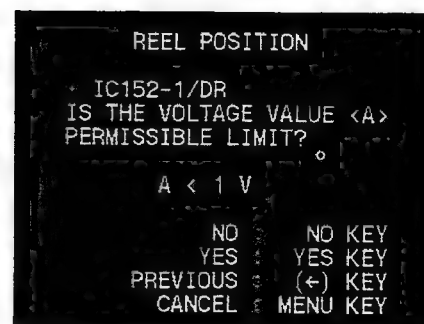 REEL POSITION
IC152-1/DR
IS THE VOLTAGE VALUE <A>
PERMISSIBLE LIMIT?
A < 1 V
NO : NO KEY
YES : YES KEY
PREVIOUS : (←) KEY
CANCEL : MENU KEY